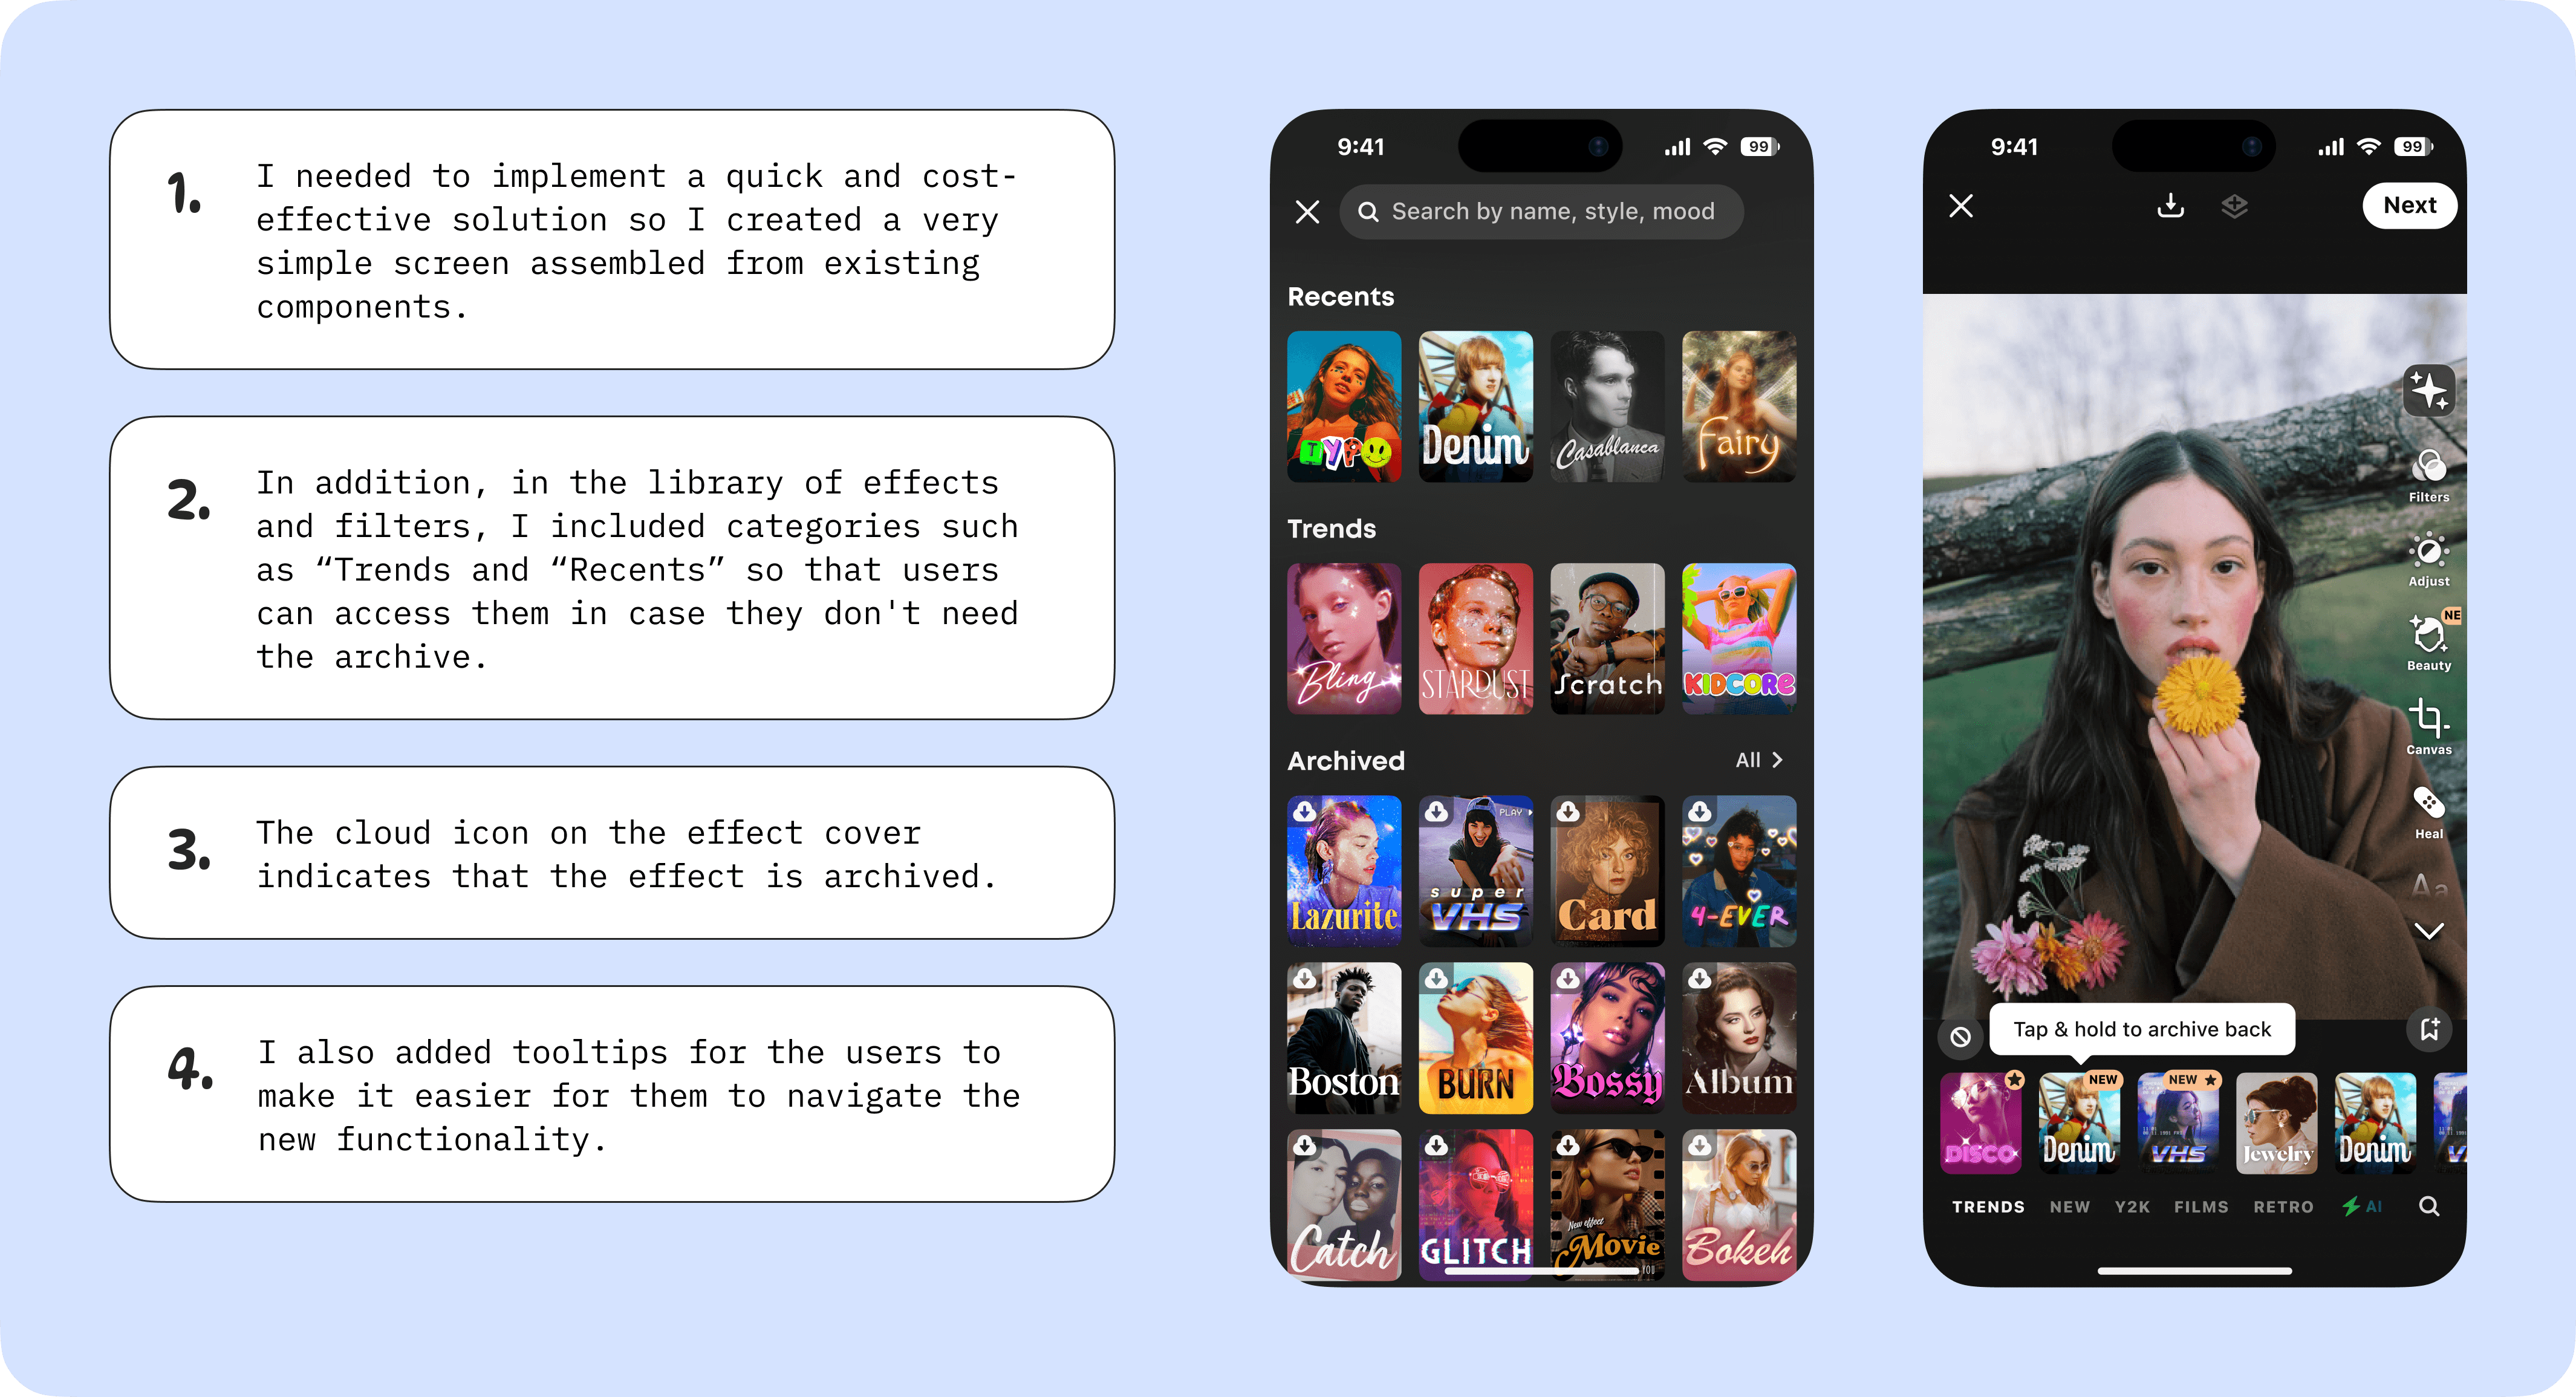 1.
I needed to implement a quick and cost-
effective solution so I created a very
simple screen assembled from existing
components.
2.
In addition, in the library of effects
and filters, I included categories such
as “Trends and “Recents” so that users
can access them in case they don't need
the archive.
3.
The cloud icon on the effect cover
indicates that the effect is archived.
4.
I also added tooltips for the users to
make it easier for them to navigate the
new functionality.
9:41
99
Search by name, style, mood
Recents
TYPO
Denim
Casablanca
Fairy
Trends
Bling
STARDUST
Scratch
KIDCORE
Archived
All
Lazurite
PLAY
super
VHS
Card
4-EVER
Boston
BURN
Bossy
Album
Catch
GLITCH
New effect
Movie
YOU
Bokeh
9:41
99
Next
Filters
Adjust
NE
Beauty
Canvas
Heal
Aa
Tap & hold to archive back
DISCO
NEW
Denim
NEW
VHS
Jewelry
Denim
V
TRENDS NEW Y2K FILMS RETRO AI